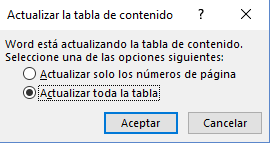 Actualizar la tabla de contenido
Word está actualizando la tabla de contenido.
Seleccione una de las opciones siguientes:
Actualizar solo los números de página
Actualizar toda la tabla
Aceptar
Cancelar